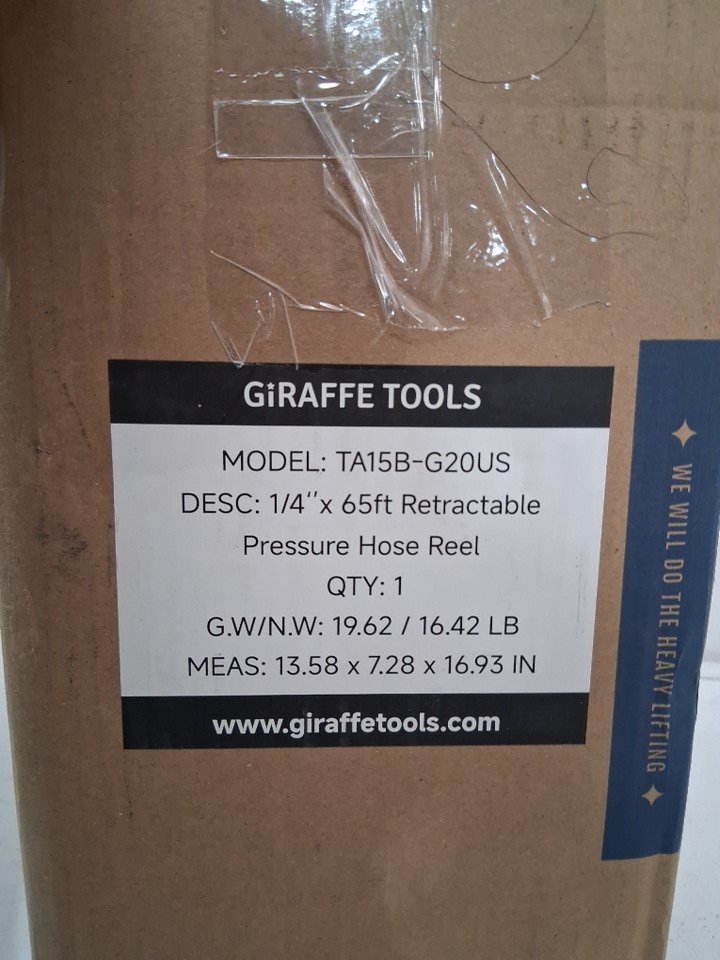 GiRAFFE TOOLS
MODEL: TA15B-G20US
DESC: 1/4''x 65ft Retractable
Pressure Hose Reel
QTY: 1
G.W/N.W: 19.62 / 16.42 LB
MEAS: 13.58 x 7.28 x 16.93 IN
www.giraffetools.com
WE WILL DO THE HEAVY LIFTING